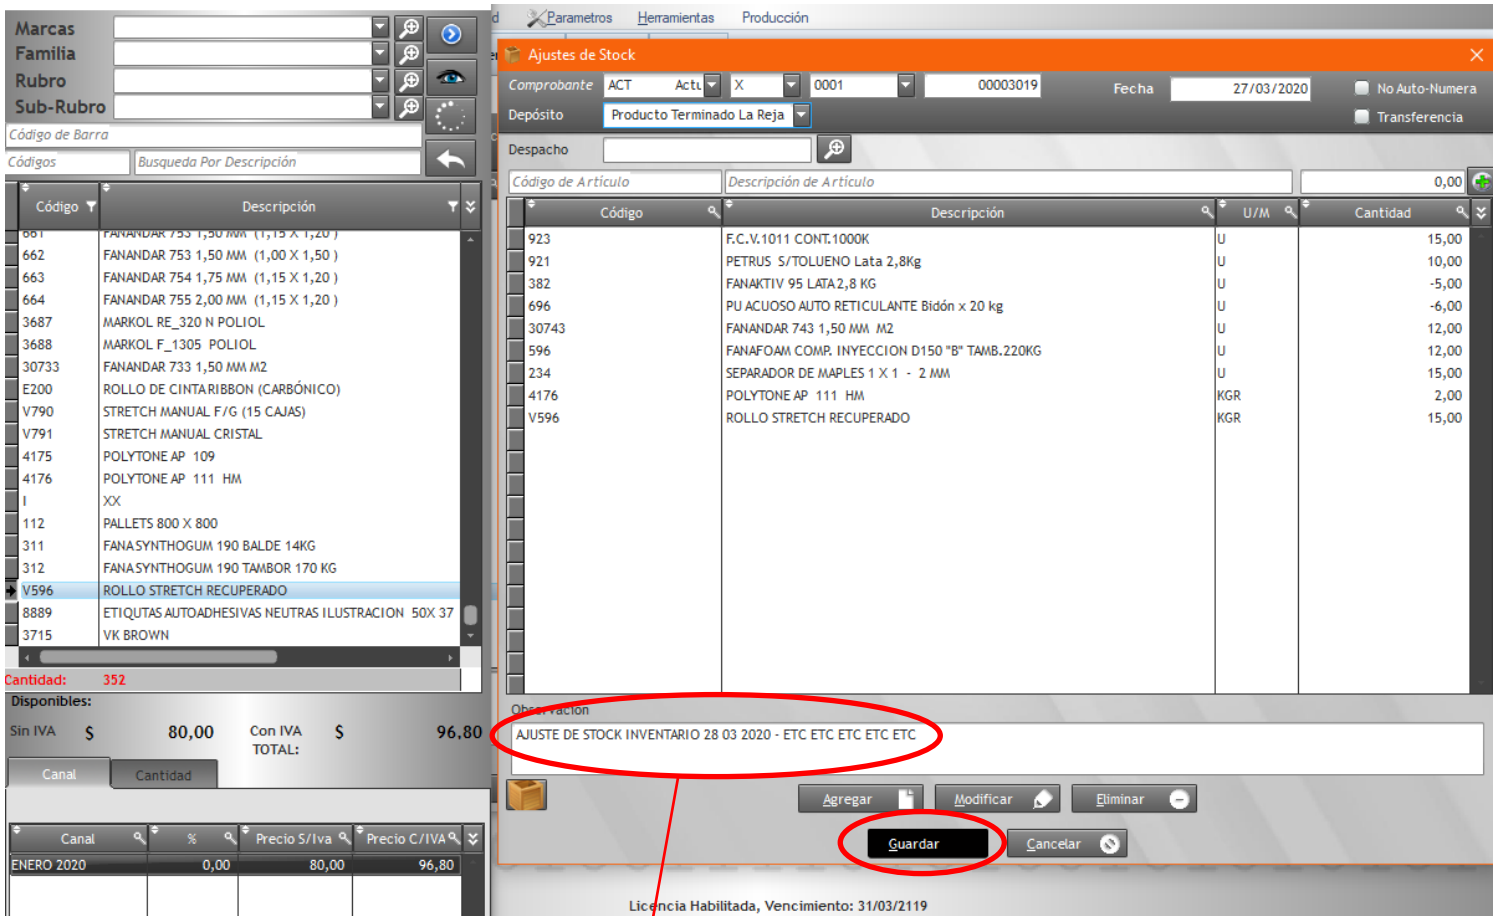 Marcas
Familia
Rubro
Sub-Rubro
Código de Barra
Códigos Busqueda Por Descripción
Código Descripción
661 FANANDAR 753 1,50 MM (1,15 X 1,20 )
662 FANANDAR 753 1,50 MM (1,00 X 1,50 )
663 FANANDAR 754 1,75 MM (1,15 X 1,20 )
664 FANANDAR 755 2,00 MM (1,15 X 1,20 )
3687 MARKOL RE_320 N POLIOL
3688 MARKOL F_1305 POLIOL
30733 FANANDAR 733 1,50 MM M2
E200 ROLLO DE CINTA RIBBON (CARBÓNICO)
V790 STRETCH MANUAL F/G (15 CAJAS)
V791 STRETCH MANUAL CRISTAL
4175 POLYTONE AP 109
4176 POLYTONE AP 111 HM
I XX
112 PALLETS 800 X 800
311 FANASYNTHOGUM 190 BALDE 14KG
312 FANASYNTHOGUM 190 TAMBOR 170 KG
V596 ROLLO STRETCH RECUPERADO
8889 ETIQUTAS AUTOADHESIVAS NEUTRAS ILUSTRACION 50X 37
3715 VK BROWN
Cantidad: 352
Disponibles:
Sin IVA $ 80,00 Con IVA $ 96,80
TOTAL:
Canal Cantidad
Canal % Precio S/Iva Precio C/IVA
ENERO 2020 0,00 80,00 96,80
d Parametros Herramientas Producción
Ajustes de Stock
Comprobante ACT Actu X 0001 00003019 Fecha 27/03/2020 No Auto-Numera
Depósito Producto Terminado La Reja Transferencia
Despacho
Código de Artículo Descripción de Artículo 0,00
Código Descripción U/M Cantidad
923 F.C.V.1011 CONT.1000K U 15,00
921 PETRUS S/TOLUENO Lata 2,8Kg U 10,00
382 FANAKTIV 95 LATA 2,8 KG U -5,00
696 PU ACUOSO AUTO RETICULANTE Bidón x 20 kg U -6,00
30743 FANANDAR 743 1,50 MM M2 U 12,00
596 FANAFOAM COMP. INYECCION D150 "B" TAMB.220KG U 12,00
234 SEPARADOR DE MAPLES 1 X 1 - 2 MM U 15,00
4176 POLYTONE AP 111 HM KGR 2,00
V596 ROLLO STRETCH RECUPERADO KGR 15,00
Observación
AJUSTE DE STOCK INVENTARIO 28 03 2020 - ETC ETC ETC ETC ETC
Agregar Modificar Eliminar
Guardar Cancelar
Licencia Habilitada, Vencimiento: 31/03/2119